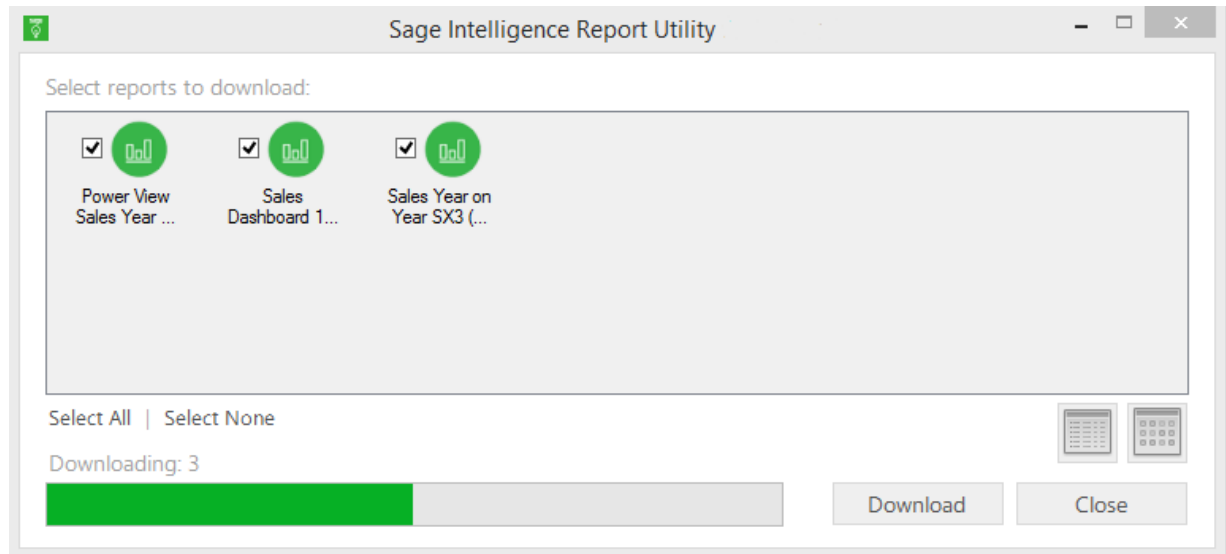 Sage Intelligence Report Utility
Select reports to download:
Power View
Sales Year ...
Sales
Dashboard 1...
Sales Year on
Year SX3 (...
Select All | Select None
Downloading: 3
Download
Close